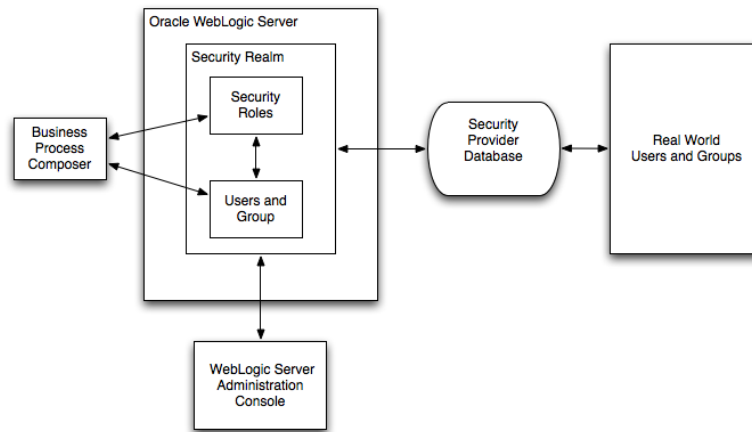 Oracle WebLogic Server
Security Realm
Security
Roles
Business
Process
Composer
Users and
Group
Security
Provider
Database
Real World
Users and Groups
WebLogic Server
Administration
Console